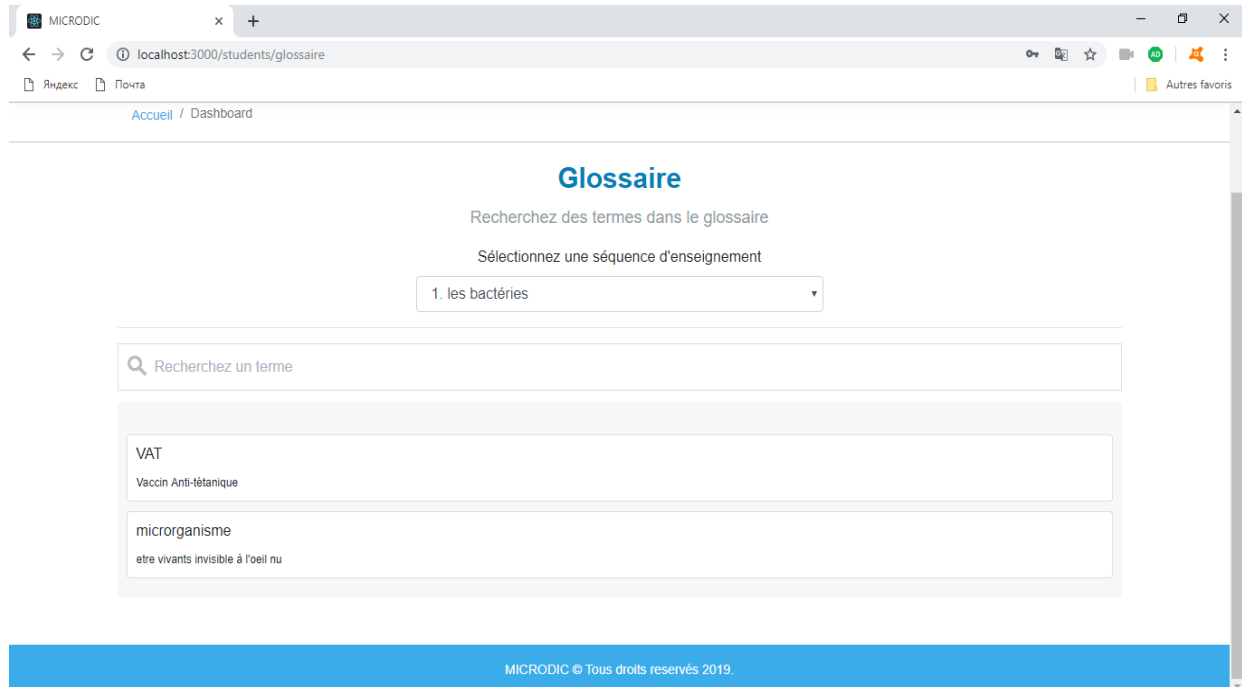 MICRODIC
localhost:3000/students/glossaire
AD
Яндекс Почта Autres favoris
Accueil / Dashboard
Glossaire
Recherchez des termes dans le glossaire
Sélectionnez une séquence d'enseignement
1. les bactéries
Recherchez un terme
VAT
Vaccin Anti-tétanique
microrganisme
etre vivants invisible à l'oeil nu
MICRODIC © Tous droits reservés 2019.